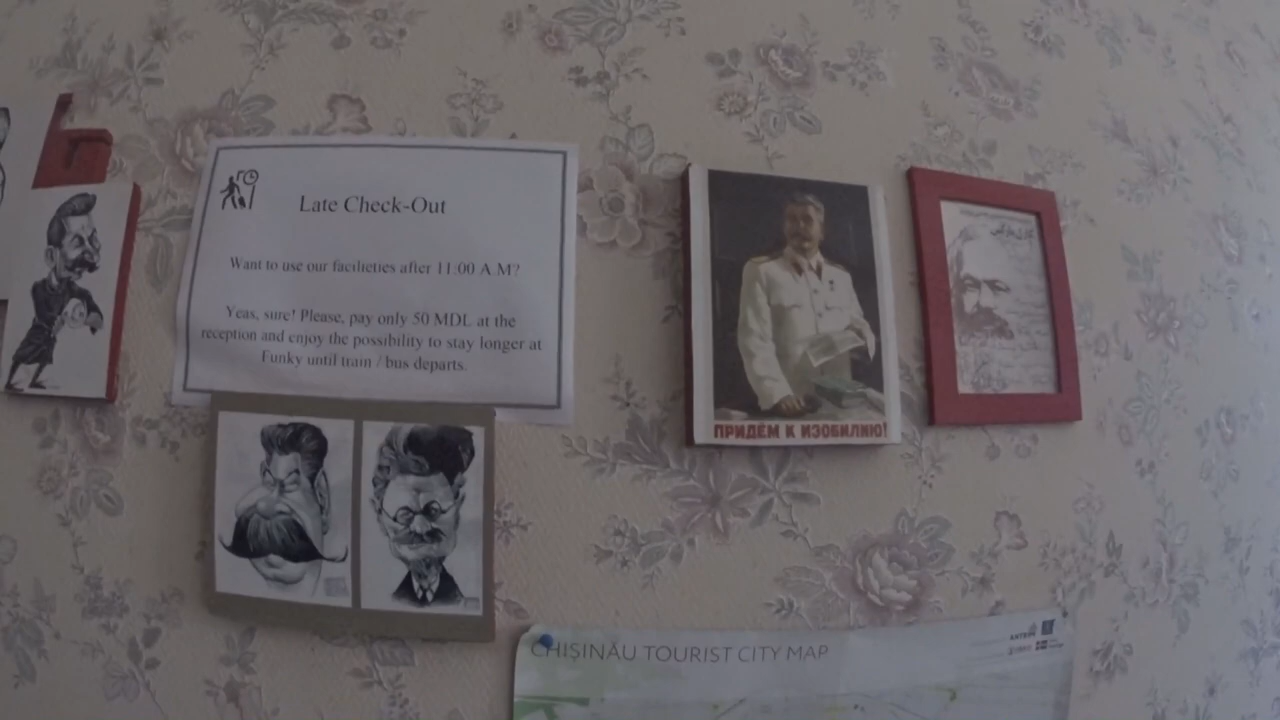 Late Check-Out
Want to use our facilieties after 11:00 A.M?
Yeas, sure! Please, pay only 50 MDL at the
reception and enjoy the possibility to stay longer at
Funky until train / bus departs.
ПРИДЁМ К ИЗОБИЛИЮ!
CHIȘINĂU TOURIST CITY MAP